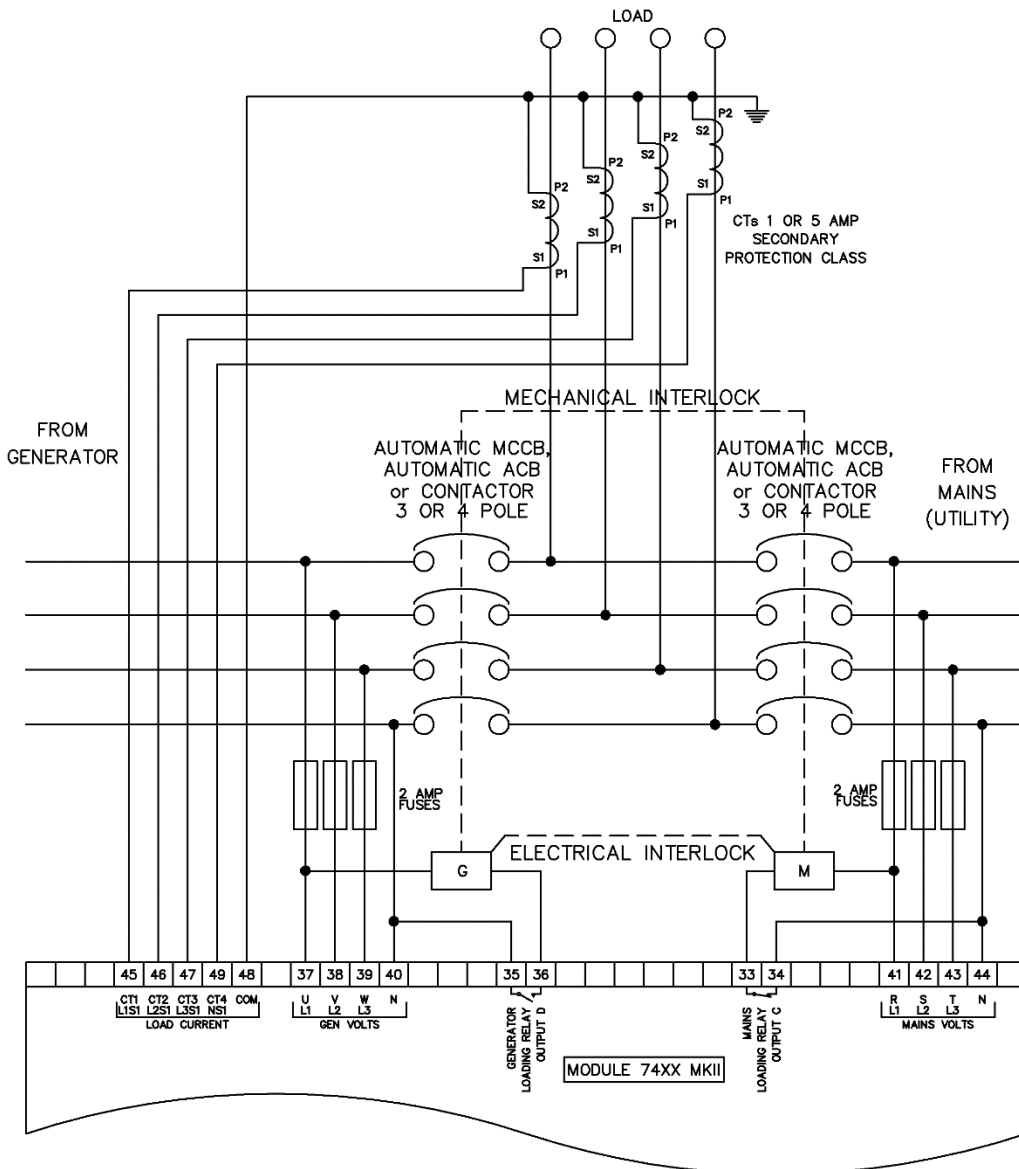 LOAD
P2
S2
P2
S2
S1
P1
P2
S2
S1
P1
P2
S2
S1
P1
S1
P1
CTs 1 OR 5 AMP
SECONDARY
PROTECTION CLASS
MECHANICAL INTERLOCK
FROM
GENERATOR
AUTOMATIC MCCB,
AUTOMATIC ACB
or CONTACTOR
3 OR 4 POLE
AUTOMATIC MCCB,
AUTOMATIC ACB
or CONTACTOR
3 OR 4 POLE
FROM
MAINS
(UTILITY)
2 AMP
FUSES
2 AMP
FUSES
ELECTRICAL INTERLOCK
G
M
45 46 47 49 48 37 38 39 40 35 36 33 34 41 42 43 44
CT1 CT2 CT3 CT4 COM
L1S1 L2S1 L3S1 NS1
LOAD CURRENT
U V W N
L1 L2 L3
GEN VOLTS
GENERATOR
LOADING RELAY
OUTPUT D
MAINS
LOADING RELAY
OUTPUT C
R S T N
L1 L2 L3
MAINS VOLTS
MODULE 74XX MKII